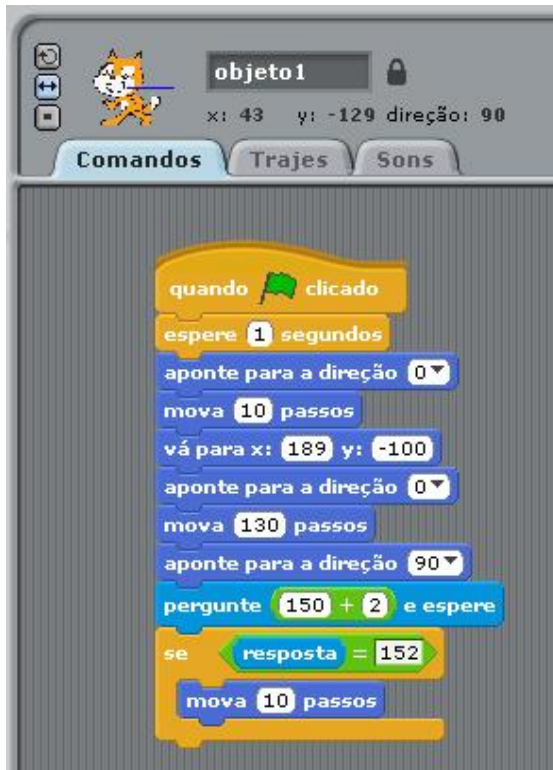 objeto1
x: 43 y: -129 direção: 90
Comandos Trajes Sons
quando clicado
espere 1 segundos
aponte para a direção 0
mova 10 passos
vá para x: 189 y: -100
aponte para a direção 0
mova 130 passos
aponte para a direção 90
pergunte 150 + 2 e espere
se resposta = 152
mova 10 passos